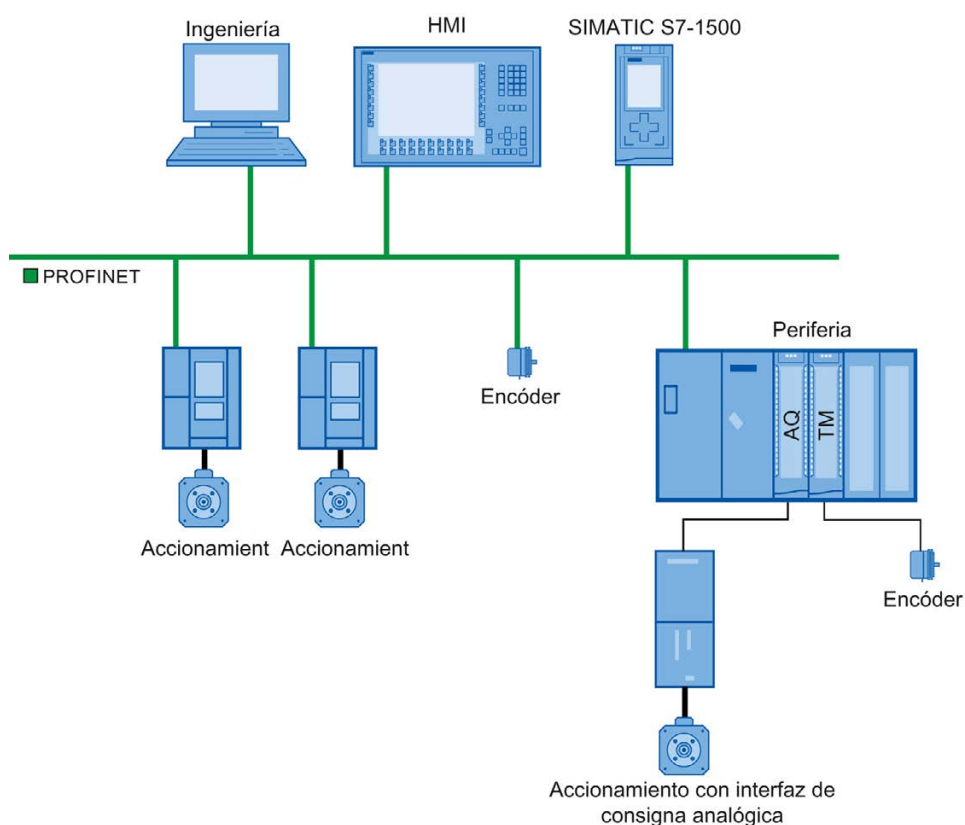 Ingeniería
HMI
SIMATIC S7-1500
PROFINET
Periferia
AQ
TM
Encóder
Accionamient
Accionamient
Encóder
Accionamiento con interfaz de
consigna analógica